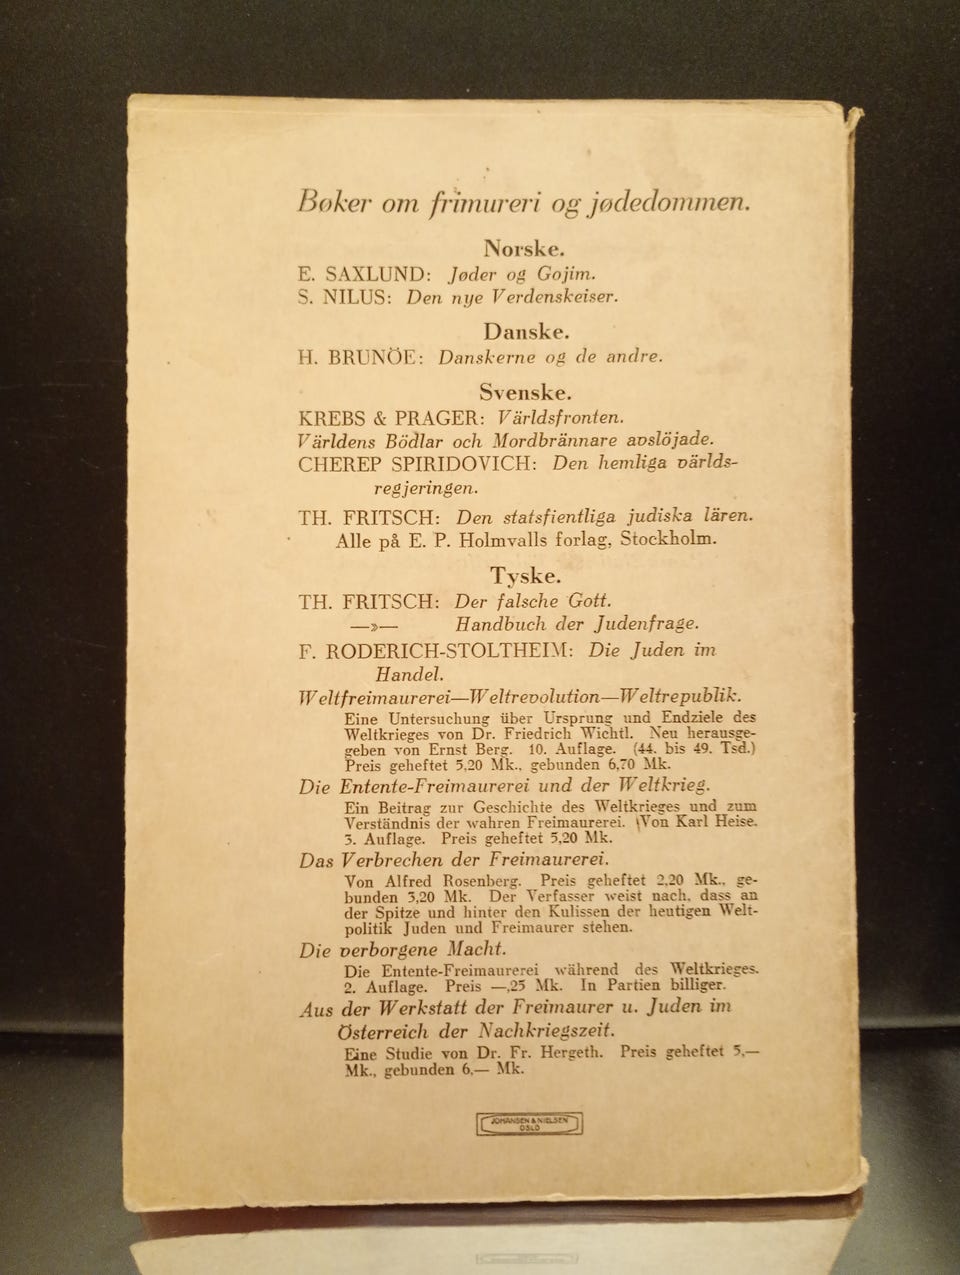 Bøker om frimureri og jødedommen.
Norske.
E. SAXLUND: Jøder og Gojim.
S. NILUS: Den nye Verdenskeiser.
Danske.
H. BRUNÖE: Danskerne og de andre.
Svenske.
KREBS & PRAGER: Världsfronten.
Världens Bödlar och Mordbrännare avslöjade.
CHEREP SPIRIDOVICH: Den hemliga världs-
regjeringen.
TH. FRITSCH: Den statsfientliga judiska lären.
Alle på E. P. Holmvalls forlag, Stockholm.
Tyske.
TH. FRITSCH: Der falsche Gott.
—»— Handbuch der Judenfrage.
F. RODERICH-STOLTHEIM: Die Juden im
Handel.
Weltfreimaurerei—Weltrevolution—Weltrepublik.
Eine Untersuchung über Ursprung und Endziele des
Weltkrieges von Dr. Friedrich Wichtl. Neu herausge-
geben von Ernst Berg. 10. Auflage. (44. bis 49. Tsd.)
Preis geheftet 5,20 Mk., gebunden 6,70 Mk.
Die Entente-Freimaurerei und der Weltkrieg.
Ein Beitrag zur Geschichte des Weltkrieges und zum
Verständnis der wahren Freimaurerei. Von Karl Heise.
3. Auflage. Preis geheftet 5,20 Mk.
Das Verbrechen der Freimaurerei.
Von Alfred Rosenberg. Preis geheftet 2,20 Mk., ge-
bunden 3,20 Mk. Der Verfasser weist nach, dass an
der Spitze und hinter den Kulissen der heutigen Welt-
politik Juden und Freimaurer stehen.
Die verborgene Macht.
Die Entente-Freimaurerei während des Weltkrieges.
2. Auflage. Preis —,25 Mk. In Partien billiger.
Aus der Werkstatt der Freimaurer u. Juden im
Österreich der Nachkriegszeit.
Eine Studie von Dr. Fr. Hergeth. Preis geheftet 5,—
Mk., gebunden 6,— Mk.
JOHANSEN & NIELSEN
OSLO